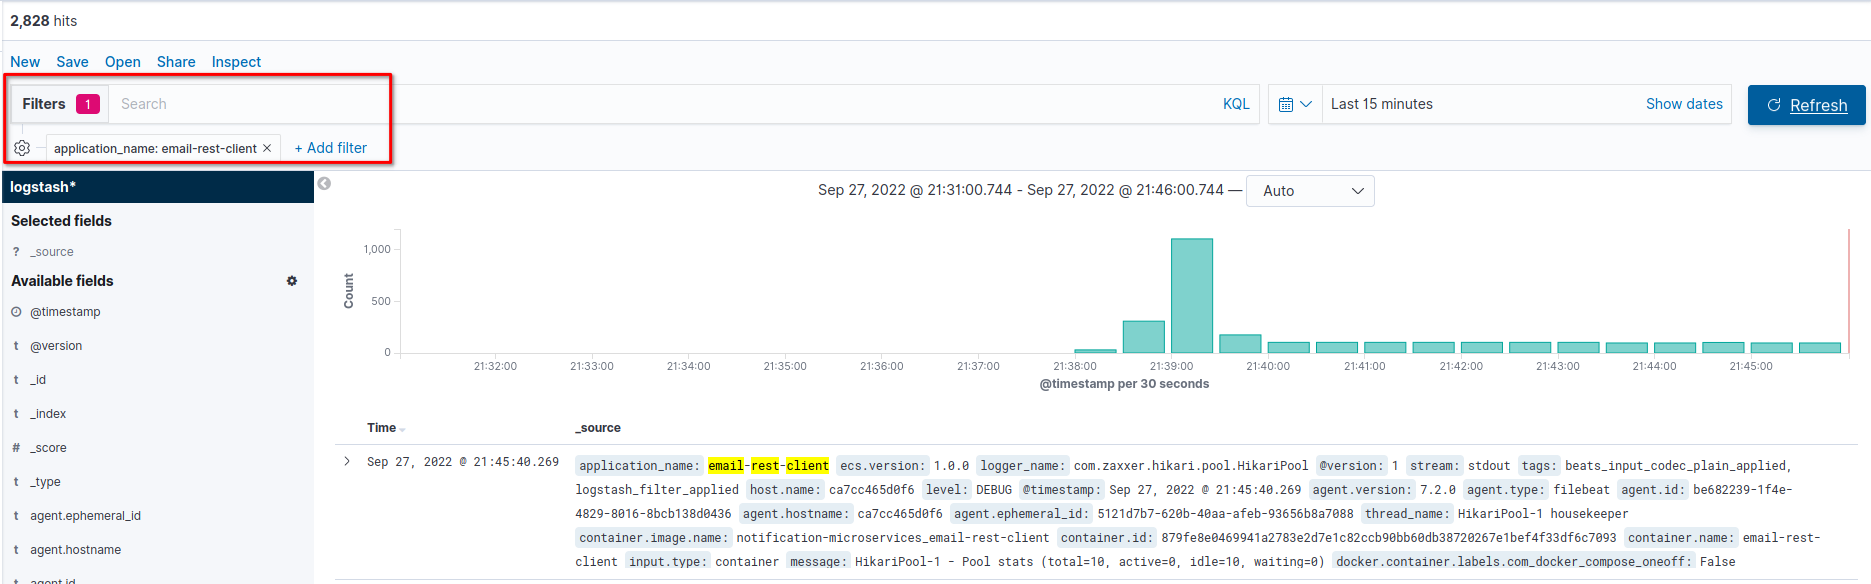 2,828 hits
New Save Open Share Inspect
Filters 1 Search KQL Last 15 minutes Show dates Refresh
application_name: email-rest-client × + Add filter
logstash*
Selected fields
? _source
Available fields
@timestamp
t @version
t _id
t _index
# _score
t _type
t agent.ephemeral_id
t agent.hostname
agent.id
Sep 27, 2022 @ 21:31:00.744 - Sep 27, 2022 @ 21:46:00.744 — Auto
Count
1,000
500
0
21:32:00 21:33:00 21:34:00 21:35:00 21:36:00 21:37:00 21:38:00 21:39:00 21:40:00 21:41:00 21:42:00 21:43:00 21:44:00 21:45:00
@timestamp per 30 seconds
Time _source
Sep 27, 2022 @ 21:45:40.269 application_name: email-rest-client ecs.version: 1.0.0 logger_name: com.zaxxer.hikari.pool.HikariPool @version: 1 stream: stdout tags: beats_input_codec_plain_applied,
logstash_filter_applied host.name: ca7cc465d0f6 level: DEBUG @timestamp: Sep 27, 2022 @ 21:45:40.269 agent.version: 7.2.0 agent.type: filebeat agent.id: be682239-1f4e-
4829-8016-8bcb138d0436 agent.hostname: ca7cc465d0f6 agent.ephemeral_id: 5121d7b7-620b-40aa-afeb-93656b8a7088 thread_name: HikariPool-1 housekeeper
container.image.name: notification-microservices_email-rest-client container.id: 879fe8e0469941a2783e2d7e1c82ccb90bb60db38720267e1bef4f33df6c7093 container.name: email-rest-
client input.type: container message: HikariPool-1 - Pool stats (total=10, active=0, idle=10, waiting=0) docker.container.labels.com_docker_compose_oneoff: False